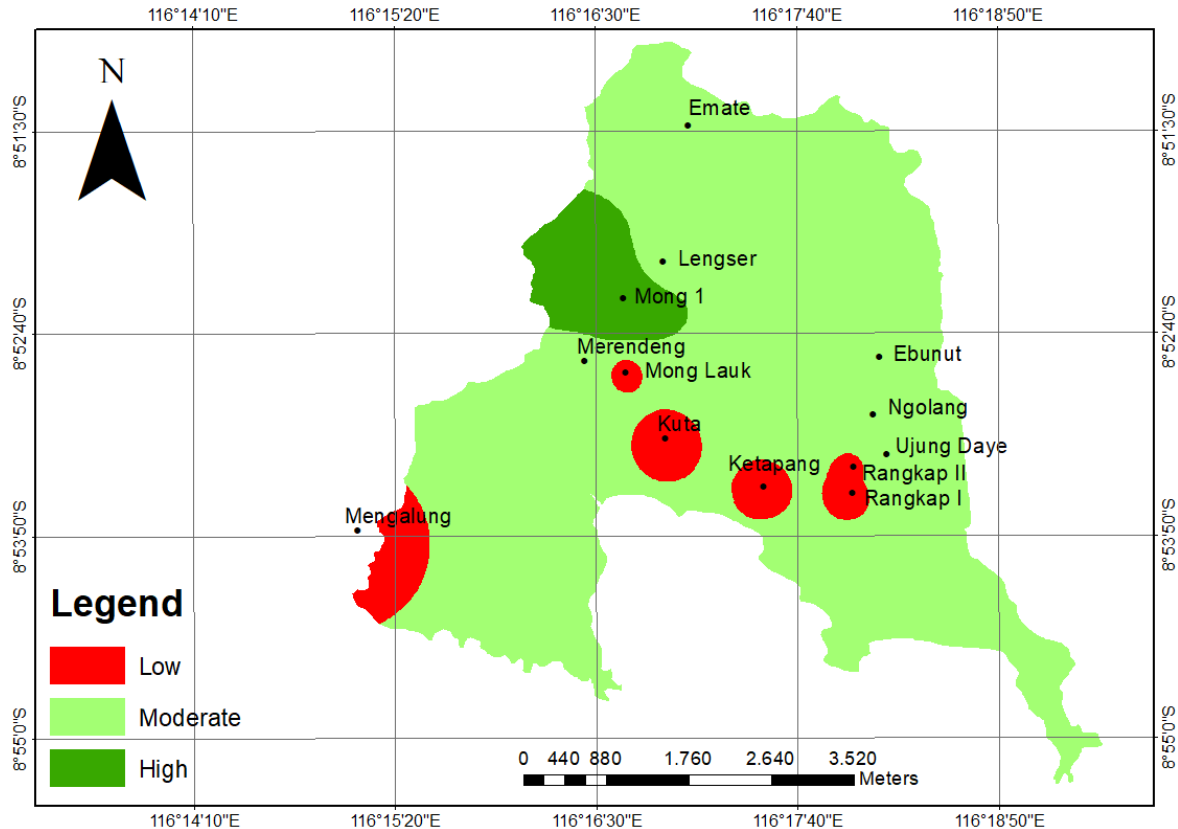 116°14'10"E 116°15'20"E 116°16'30"E 116°17'40"E 116°18'50"E
N
8°51'30"S 8°51'30"S
Emate
Lengser
Mong 1
8°52'40"S 8°52'40"S
Merendeng
Ebunut
Mong Lauk
Ngolang
Kuta
Ujung Daye
Ketapang
Rangkap II
Rangkap I
Mengalung
8°53'50"S 8°53'50"S
Legend
Low
Moderate
High
8°55'0"S 8°55'0"S
0 440 880 1.760 2.640 3.520
Meters
116°14'10"E 116°15'20"E 116°16'30"E 116°17'40"E 116°18'50"E